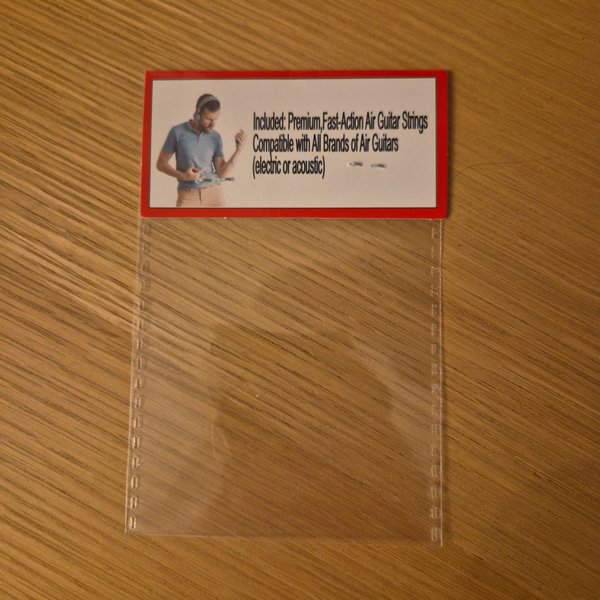 Included: Premium,Fast-Action Air Guitar Strings
Compatible with All Brands of Air Guitars
(electric or acoustic)